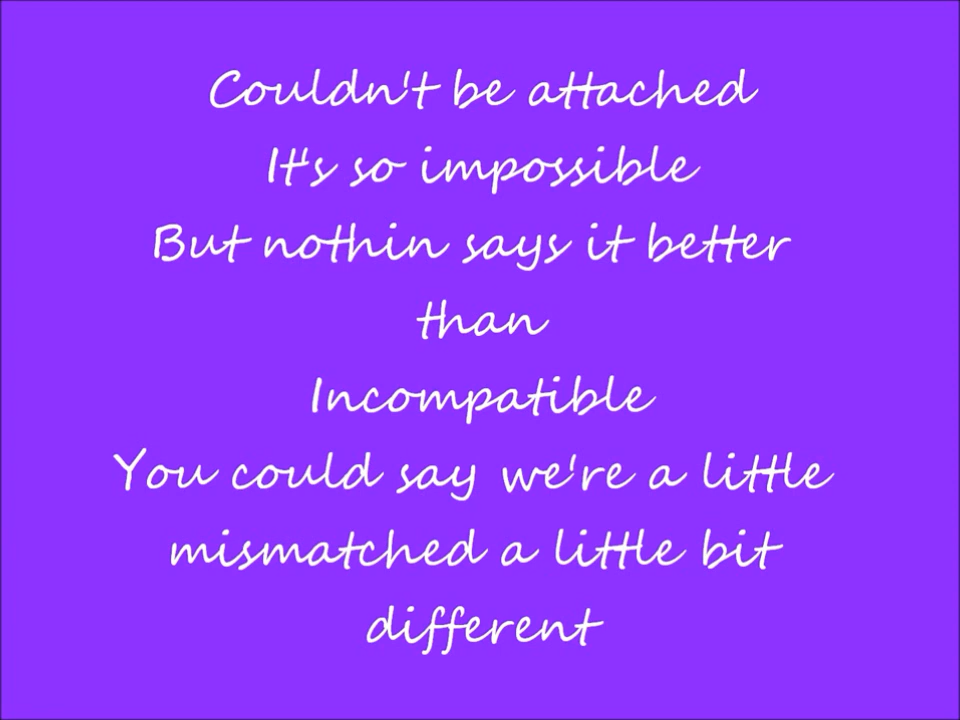 Couldn't be attached
It's so impossible
But nothin says it better
than
Incompatible
You could say we're a little
mismatched a little bit
different